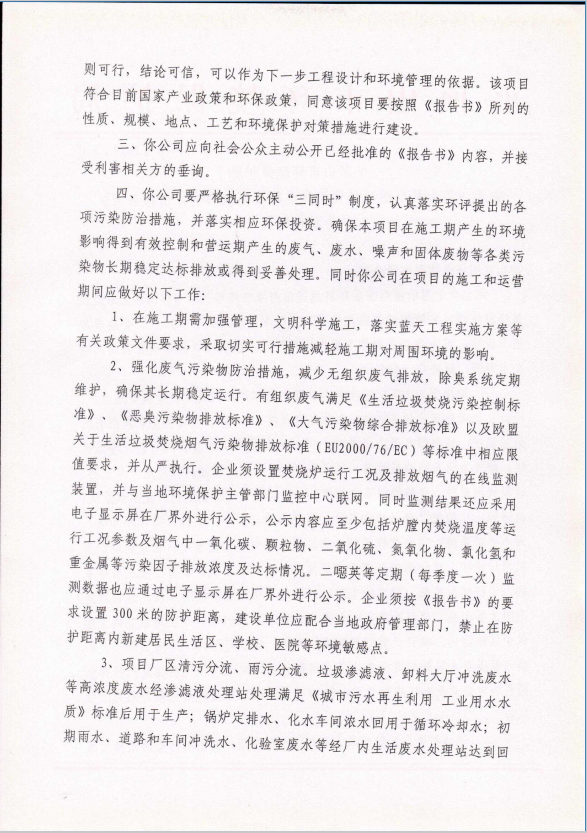 则可行，结论可信，可以作为下一步工程设计和环境管理的依据。该项目
符合目前国家产业政策和环保政策，同意该项目要按照《报告书》所列的
性质、规模、地点、工艺和环境保护对策措施进行建设。
三、你公司应向社会公众主动公开已经批准的《报告书》内容，并接
受利害相关方的垂询。
四、你公司要严格执行环保“三同时”制度，认真落实环评提出的各
项污染防治措施，并落实相应环保投资。确保本项目在施工期产生的环境
影响得到有效控制和营运期产生的废气、废水、噪声和固体废物等各类污
染物长期稳定达标排放或得到妥善处理。同时你公司在项目的施工和运营
期间应做好以下工作：
1、在施工期需加强管理，文明科学施工，落实蓝天工程实施方案等
有关政策文件要求，采取切实可行措施减轻施工期对周围环境的影响。
2、强化废气污染物防治措施，减少无组织废气排放，除臭系统定期
维护，确保其长期稳定运行。有组织废气满足《生活垃圾焚烧污染控制标
准》、《恶臭污染物排放标准》、《大气污染物综合排放标准》以及欧盟
关于生活垃圾焚烧烟气污染物排放标准（EU2000/76/EC）等标准中相应限
值要求，并从严执行。企业须设置焚烧炉运行工况及排放烟气的在线监测
装置，并与当地环境保护主管部门监控中心联网。同时监测结果还应采用
电子显示屏在厂界外进行公示，公示内容应至少包括炉膛内焚烧温度等运
行工况参数及烟气中一氧化碳、颗粒物、二氧化硫、氮氧化物、氯化氢和
重金属等污染因子排放浓度及达标情况。二噁英等定期（每季度一次）监
测数据也应通过电子显示屏在厂界外进行公示。企业须按《报告书》的要
求设置300米的防护距离，建设单位应配合当地政府管理部门，禁止在防
护距离内新建居民生活区、学校、医院等环境敏感点。
3、项目厂区清污分流、雨污分流。垃圾渗滤液、卸料大厅冲洗废水
等高浓度废水经渗滤液处理站处理满足《城市污水再生利用 工业用水水
质》标准后用于生产；锅炉定排水、化水车间浓水回用于循环冷却水；初
期雨水、道路和车间冲洗水、化验室废水等经厂内生活废水处理站达到回